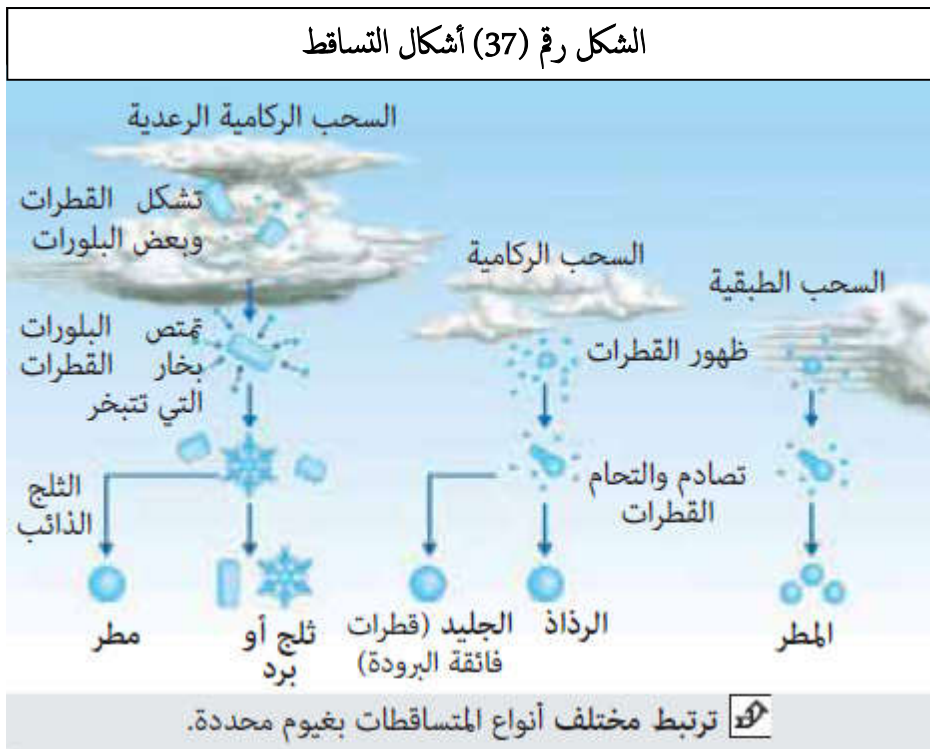 الشكل رقم (37) أشكال التساقط
السحب الركامية الرعدية
تشكل القطرات
وبعض البلورات
تمتص البلورات
بخار القطرات
التي تتبخر
الثلج
الذائب
مطر
ثلج أو
برد
السحب الركامية
ظهور القطرات
تصادم والتحام
القطرات
الجليد (قطرات
فائقة البرودة)
الرذاذ
السحب الطبقية
المطر
ترتبط مختلف أنواع المتساقطات بغيوم محددة.